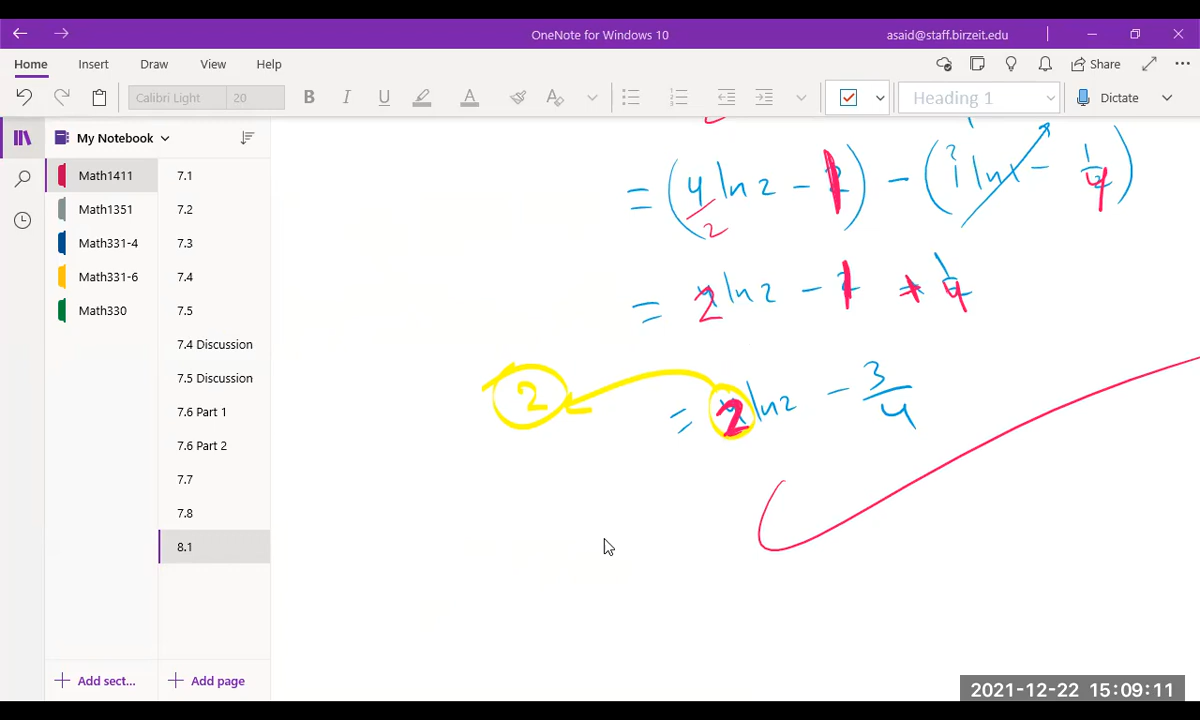 OneNote for Windows 10
asaid@staff.birzeit.edu
Home Insert Draw View Help
Share
Calibri Light 20 B I U A Heading 1 Dictate
My Notebook
Math1411
Math1351
Math331-4
Math331-6
Math330
7.1
7.2
7.3
7.4
7.5
7.4 Discussion
7.5 Discussion
7.6 Part 1
7.6 Part 2
7.7
7.8
8.1
= (4/2 ln 2 - 1) - (1/2 ln 1 - 1/4)
= 2 ln 2 - 1 + 1/4
= 2 ln 2 - 3/4
2
Add sect...
Add page
2021-12-22 15:09:11